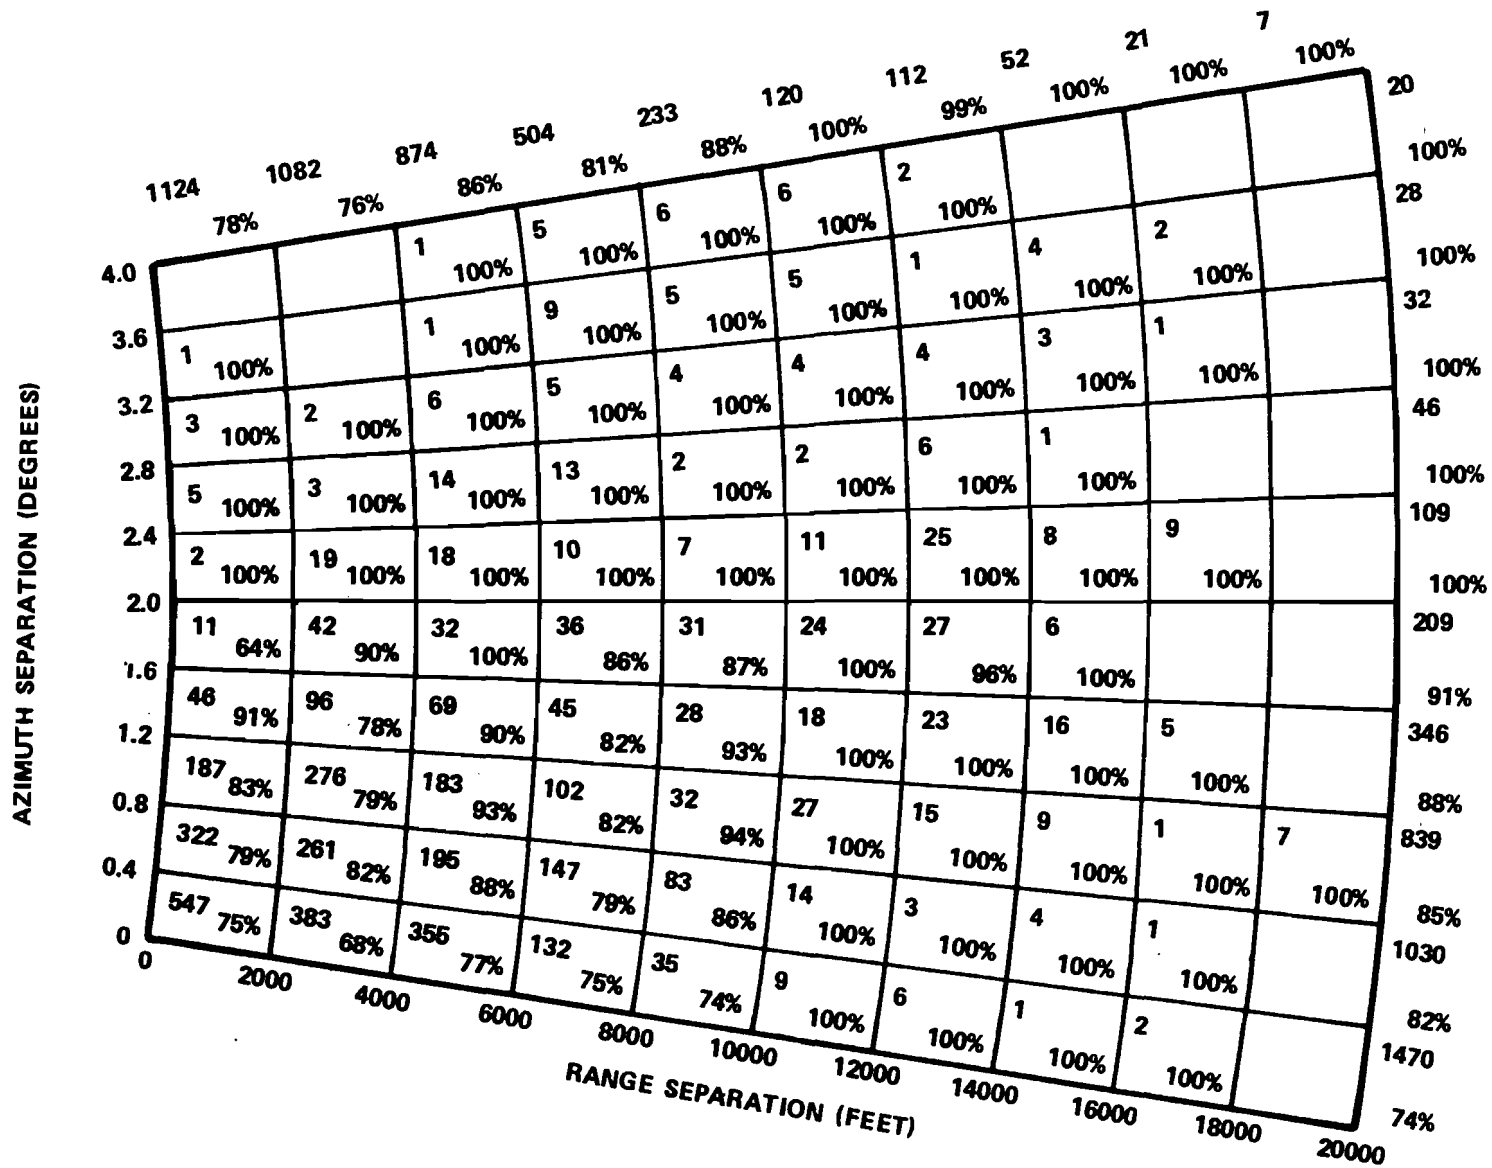 1124 1082 874 504 233 120 112 52 21 7
78% 76% 86% 81% 88% 100% 99% 100% 100% 100%
4.0 1 100% 5 100% 6 100% 6 100% 2 100% 20 100%
3.6 1 100% 1 100% 9 100% 5 100% 5 100% 1 100% 4 100% 2 100% 28 100%
3.2 3 100% 2 100% 6 100% 5 100% 4 100% 4 100% 4 100% 3 100% 1 100% 32 100%
2.8 5 100% 3 100% 14 100% 13 100% 2 100% 2 100% 6 100% 1 100% 46 100%
2.4 2 100% 19 100% 18 100% 10 100% 7 100% 11 100% 25 100% 8 100% 9 100% 109 100%
2.0 11 64% 42 90% 32 100% 36 86% 31 87% 24 100% 27 96% 6 100% 209 91%
1.6 46 91% 96 78% 69 90% 45 82% 28 93% 18 100% 23 100% 16 100% 5 100% 346 88%
1.2 187 83% 276 79% 183 93% 102 82% 32 94% 27 100% 15 100% 9 100% 1 100% 7 100% 839 85%
0.8 322 79% 261 82% 195 88% 147 79% 83 86% 14 100% 3 100% 4 100% 1 100% 1030 82%
0.4 547 75% 383 68% 355 77% 132 75% 35 74% 9 100% 6 100% 1 100% 2 100% 1470 74%
0
0 2000 4000 6000 8000 10000 12000 14000 16000 18000 20000
AZIMUTH SEPARATION (DEGREES)
RANGE SEPARATION (FEET)